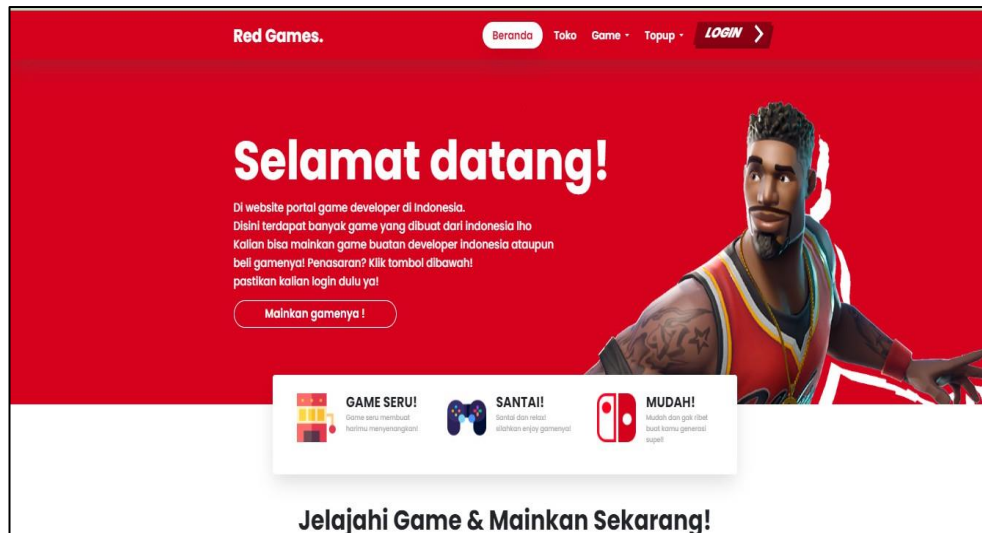 Red Games.
Beranda Toko Game Topup LOGIN
Selamat datang!
Di website portal game developer di Indonesia.
Disini terdapat banyak game yang dibuat dari indonesia lho
Kalian bisa mainkan game buatan developer indonesia ataupun
beli gamenya! Penasaran? Klik tombol dibawah!
pastikan kalian login dulu ya!
Mainkan gamenya !
GAME SERU!
Game seru membuat
harimu menyenangkan!
SANTAI!
Santai dan relax!
silahkan enjoy gamenya!
MUDAH!
Mudah dan gak ribet
buat kamu generasi
supel!
Jelajahi Game & Mainkan Sekarang!